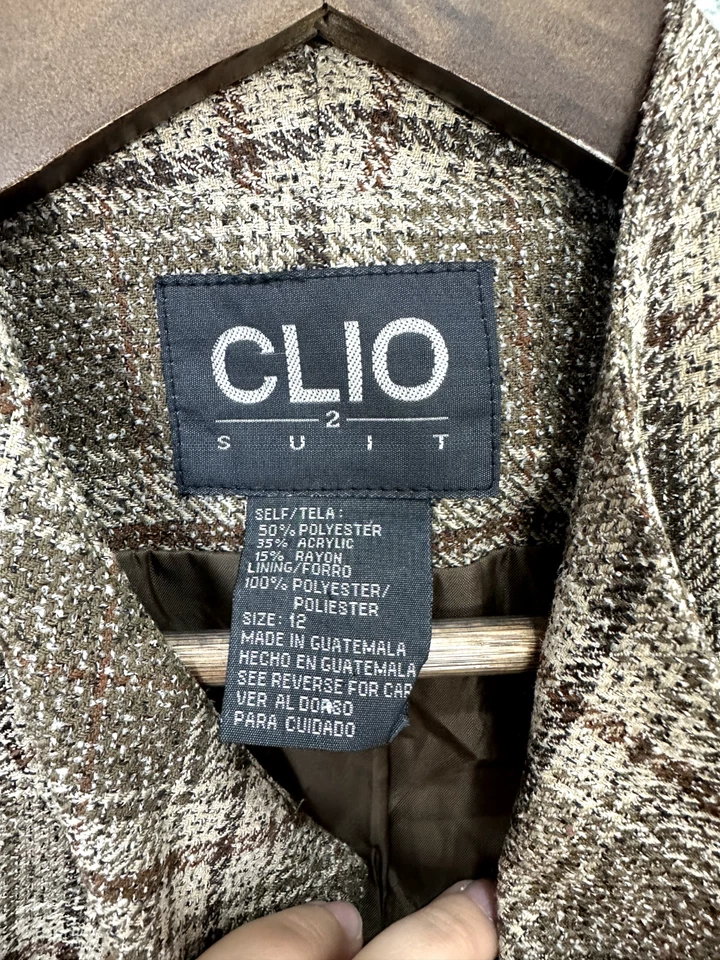 CLIO
2
SUIT
SELF/TELA:
50% POLYESTER
35% ACRYLIC
15% RAYON
LINING/FORRO
100% POLYESTER/
POLIESTER
SIZE: 12
MADE IN GUATEMALA
HECHO EN GUATEMALA
SEE REVERSE FOR CAR
VER AL DORSO
PARA CUIDADO